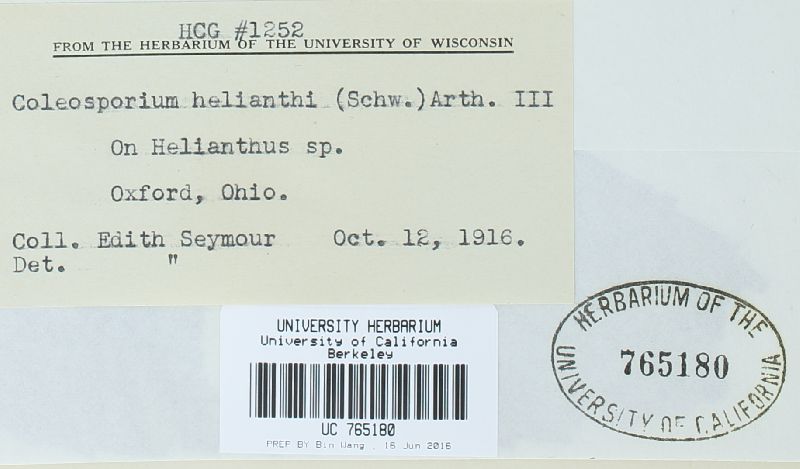 HCG #1252
FROM THE HERBARIUM OF THE UNIVERSITY OF WISCONSIN
Coleosporium helianthi (Schw.)Arth. III
On Helianthus sp.
Oxford, Ohio.
Coll. Edith Seymour Oct. 12, 1916.
Det. "
UNIVERSITY HERBARIUM
University of California
Berkeley
UC 765180
PREP BY Bin Wang . 16 Jun 2016
HERBARIUM OF THE
765180
UNIVERSITY OF CALIFORNIA